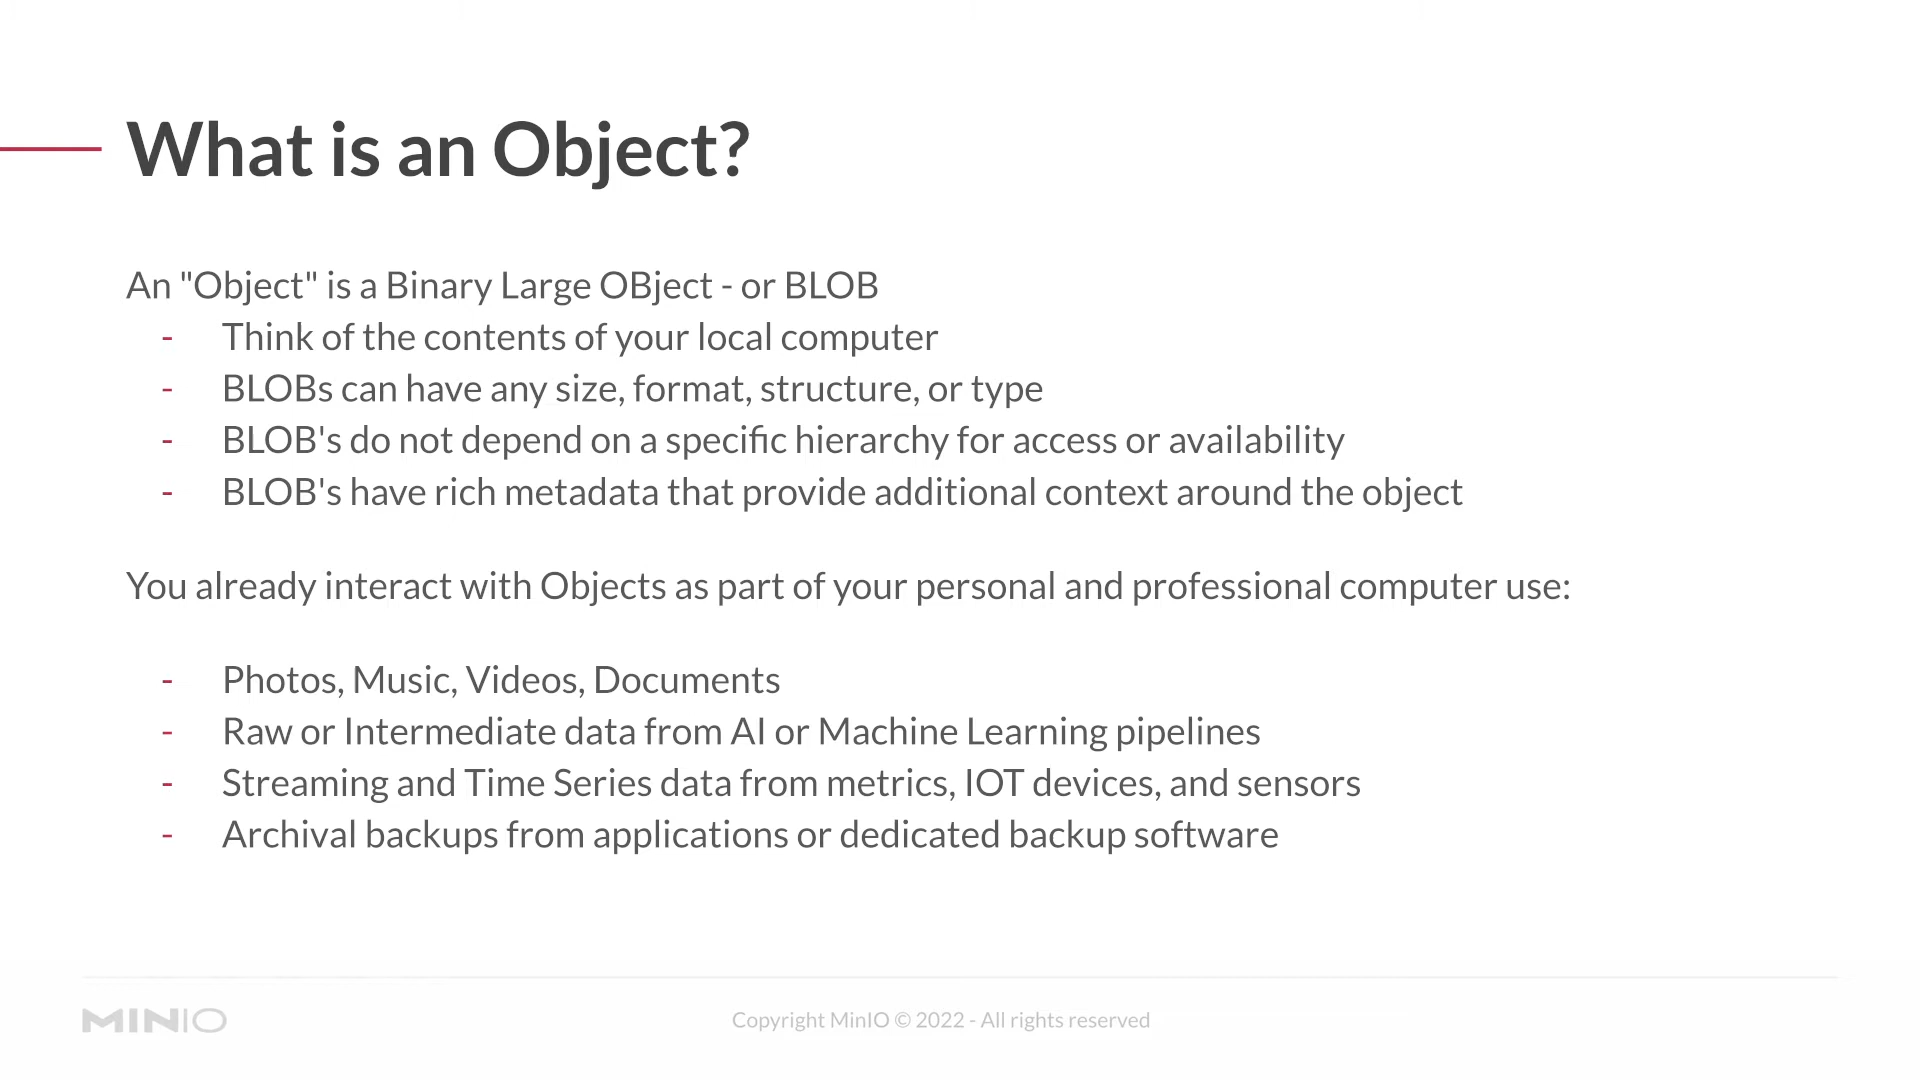 What is an Object?
An "Object" is a Binary Large OBject - or BLOB
- Think of the contents of your local computer
- BLOBs can have any size, format, structure, or type
- BLOB's do not depend on a specific hierarchy for access or availability
- BLOB's have rich metadata that provide additional context around the object
You already interact with Objects as part of your personal and professional computer use:
- Photos, Music, Videos, Documents
- Raw or Intermediate data from AI or Machine Learning pipelines
- Streaming and Time Series data from metrics, IOT devices, and sensors
- Archival backups from applications or dedicated backup software
MINIO
Copyright MinIO © 2022 - All rights reserved